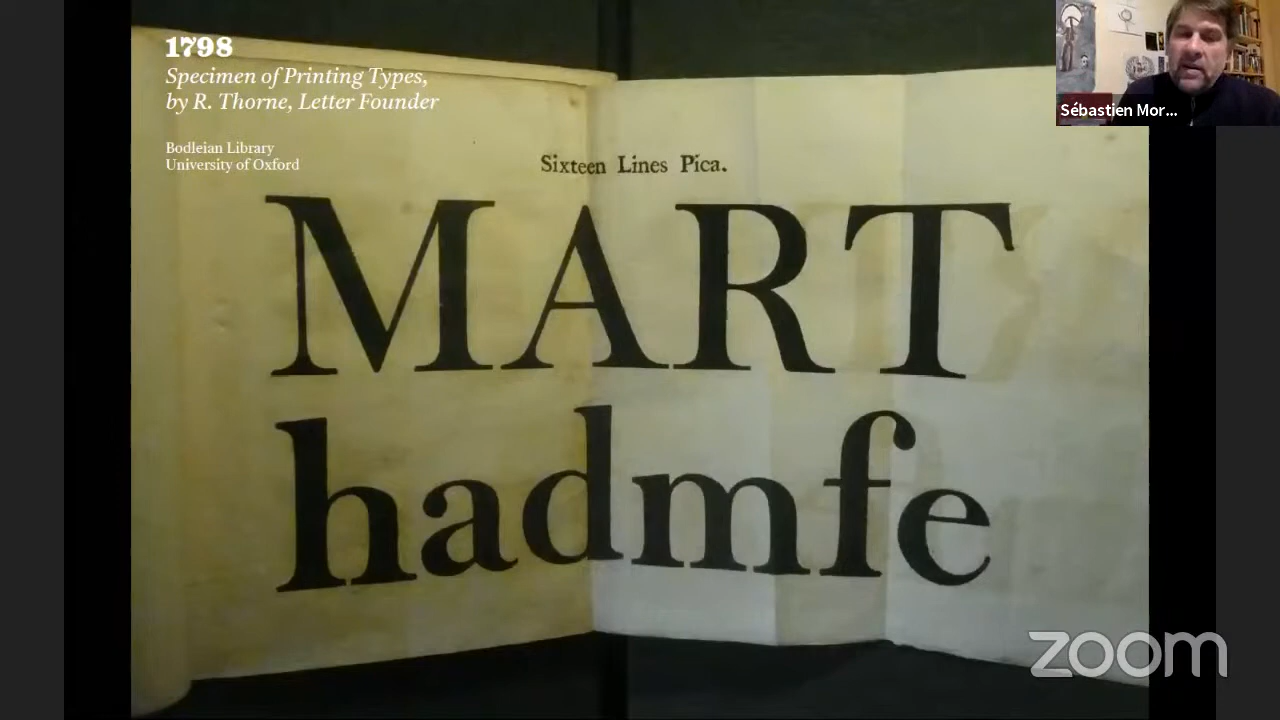 1798
Specimen of Printing Types,
by R. Thorne, Letter Founder
Bodleian Library
University of Oxford
Sixteen Lines Pica.
MART
hadmfe
Sébastien Mor...
zoom